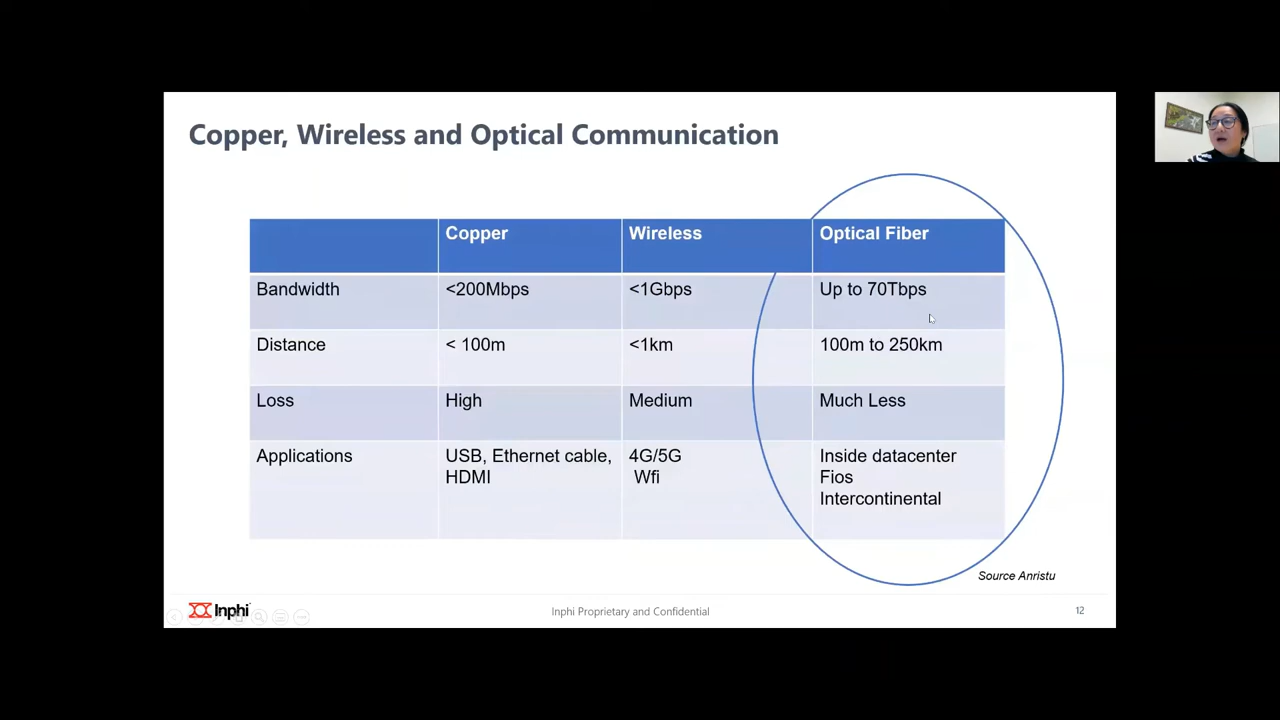 Copper, Wireless and Optical Communication
Copper Wireless Optical Fiber
Bandwidth <200Mbps <1Gbps Up to 70Tbps
Distance < 100m <1km 100m to 250km
Loss High Medium Much Less
Applications USB, Ethernet cable, 4G/5G Inside datacenter
HDMI Wfi Fios
Intercontinental
Source Anristu
Inphi Inphi Proprietary and Confidential 12